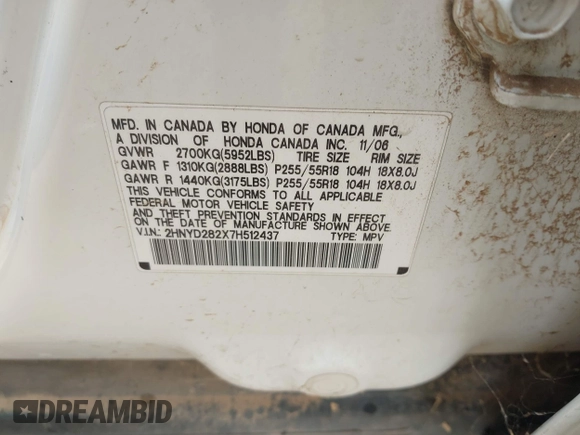 MFD. IN CANADA BY HONDA OF CANADA MFG.,
A DIVISION OF HONDA CANADA INC. 11/06
GVWR 2700KG(5952LBS) TIRE SIZE RIM SIZE
GAWR F 1310KG(2888LBS) P255/55R18 104H 18X8.0J
GAWR R 1440KG(3175LBS) P255/55R18 104H 18X8.0J
THIS VEHICLE CONFORMS TO ALL APPLICABLE
FEDERAL MOTOR VEHICLE SAFETY
AND THEFT PREVENTION STANDARDS IN EFFECT
ON THE DATE OF MANUFACTURE SHOWN ABOVE.
V.I.N.: 2HNYD282X7H512437 TYPE: MPV
DREAMBID